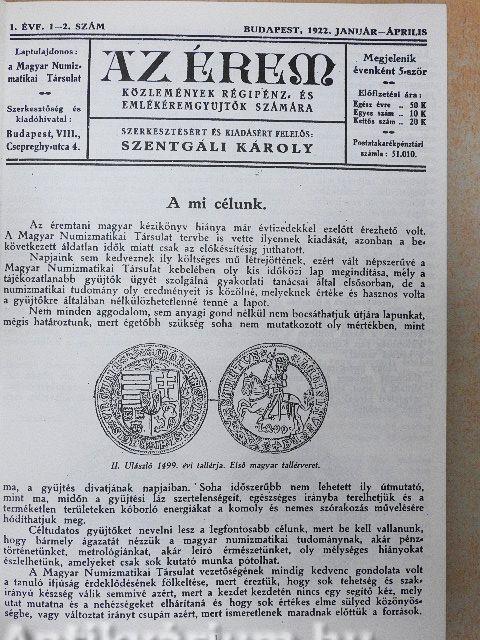 I. ÉVF. 1—2. SZÁM
BUDAPEST, 1922. JANUÁR—ÁPRILIS
Laptulajdonos:
a Magyar Numiz-
matikai Társulat
Szerkesztőség és
kiadóhivatal:
Budapest, VIII.,
Csepreghy-utca 4.
AZ ÉREM
KÖZLEMÉNYEK RÉGIPÉNZ- ÉS
EMLÉKÉREMGYUJTŐK SZÁMÁRA
SZERKESZTÉSÉRT ÉS KIADÁSÉRT FELELŐS:
SZENTGÁLI KÁROLY
Megjelenik
évenként 5-ször
Előfizetési ára:
Egész évre .. 50 K
Egyes szám .. 10 K
Kettős szám .. 20 K
Postatakarékpénztári
számla: 51.010.
A mi célunk.
Az éremtani magyar kézikönyv hiánya már évtizedekkel ezelőtt érezhető volt.
A Magyar Numizmatikai Társulat tervbe is vette ilyennek kiadását, azonban a be-
következett áldatlan idők miatt csak az előkészítésig juthatott.
Napjaink sem kedveznek ily költséges mű létrejöttének, ezért vált népszerűvé a
Magyar Numizmatikai Társulat kebelében oly kis időközi lap megindítása, mely a
tájékozatlanabb gyüjtők ügyét szolgálná gyakorlati tanácsai által elsősorban, de a
numizmatikai tudomány oly eredményeit is közölné, melyeknek értéke és hasznos volta
a gyüjtőkre általában nélkülözhetetlenné tenné a lapot.
Nem minden aggodalom, sem anyagi gond nélkül nem bocsáthatjuk útjára lapunkat,
mégis határoztunk, mert égetőbb szükség soha nem mutatkozott oly mértékben, mint
1499
II. Ulászló 1499. évi tallérja. Első magyar tallérveret.
ma, a gyüjtés divatjának napjaiban. Soha időszerűbb nem lehetett ily útmutató,
mint ma, midőn a gyüjtési láz szertelenségeit, egészséges irányba terelhetjük és a
terméketlen területeken kóborló energiákat a komoly és nemes szórakozás művelésére
hódíthatjuk meg.
Céltudatos gyüjtőket nevelni lesz a legfontosabb célunk, mert be kell vallanunk,
hogy bármely ágazatát nézzük a magyar numizmatikai tudománynak, akár pénz-
történetünket, metrológiánkat, akár leíró érmészetünket, oly mélységes hiányokat
észlelhetünk, amelyeket csak sok kutató munka pótolhat.
A Magyar Numizmatikai Társulat vezetőségének mindig kedvenc gondolata volt
a tanuló ifjúság érdeklődésének fölkeltése, mert éreztük, hogy sok tehetség és szak-
irányú készség válik semmivé azért, mert a kezdet kezdetén nincs egy segítő kéz, mely
utat mutatna és a nehézségeket elhárítaná és hogy sok értékes elme sülyed közönyös-
ségbe, vagy változtat irányt csupán azért, mert ismeretlenek maradnak előttük a források.